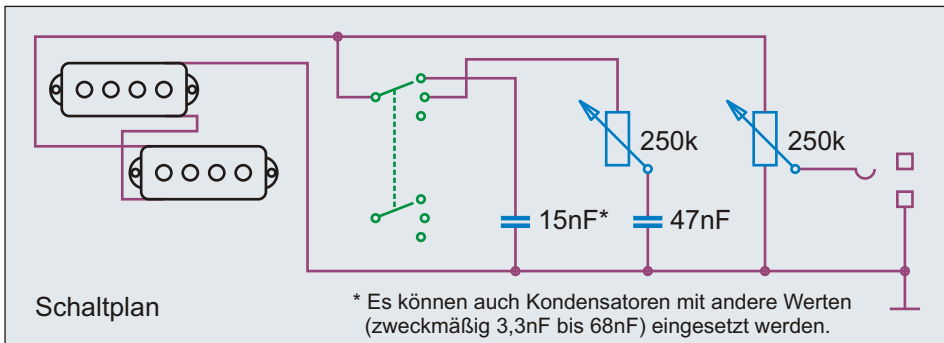 250k
250k
15nF*
47nF
Schaltplan
* Es können auch Kondensatoren mit andere Werten
(zweckmäßig 3,3nF bis 68nF) eingesetzt werden.